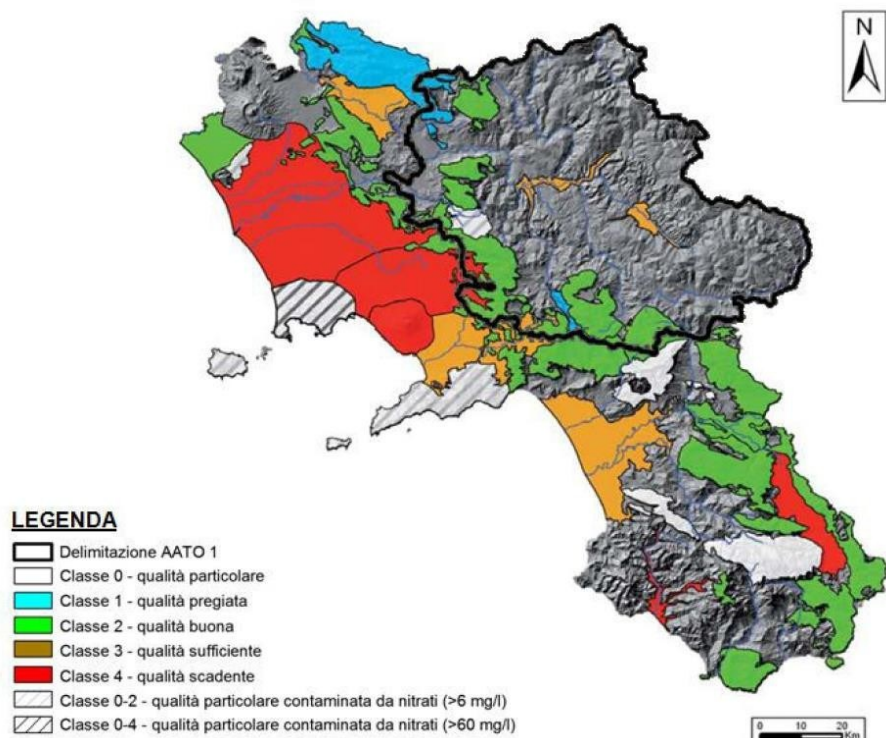 N
LEGENDA
Delimitazione AATO 1
Classe 0 - qualità particolare
Classe 1 - qualità pregiata
Classe 2 - qualità buona
Classe 3 - qualità sufficiente
Classe 4 - qualità scadente
Classe 0-2 - qualità particolare contaminata da nitrati (>6 mg/l)
Classe 0-4 - qualità particolare contaminata da nitrati (>60 mg/l)
0 10 20
Km